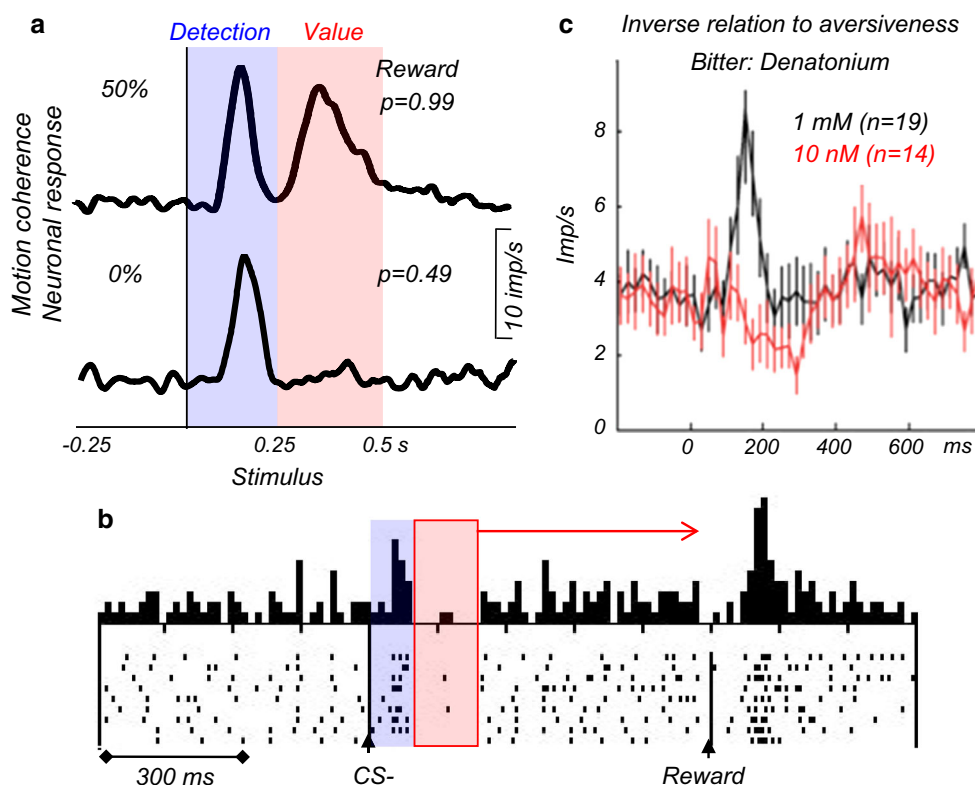 a
Detection Value
50%
Reward
p=0.99
Motion coherence
Neuronal response
0%
p=0.49
10 imp/s
-0.25 0.25 0.5 s
Stimulus
c
Inverse relation to aversiveness
Bitter: Denatonium
1 mM (n=19)
10 nM (n=14)
Imp/s
8
6
4
2
0
0 200 400 600 ms
b
300 ms
CS-
Reward